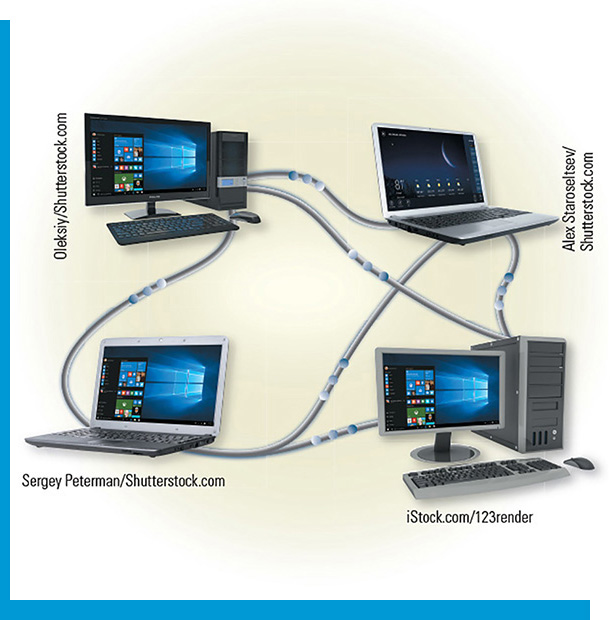 Oleksiy/Shutterstock.com
Alex Staroseltsev/
Shutterstock.com
Sergey Peterman/Shutterstock.com
iStock.com/123render